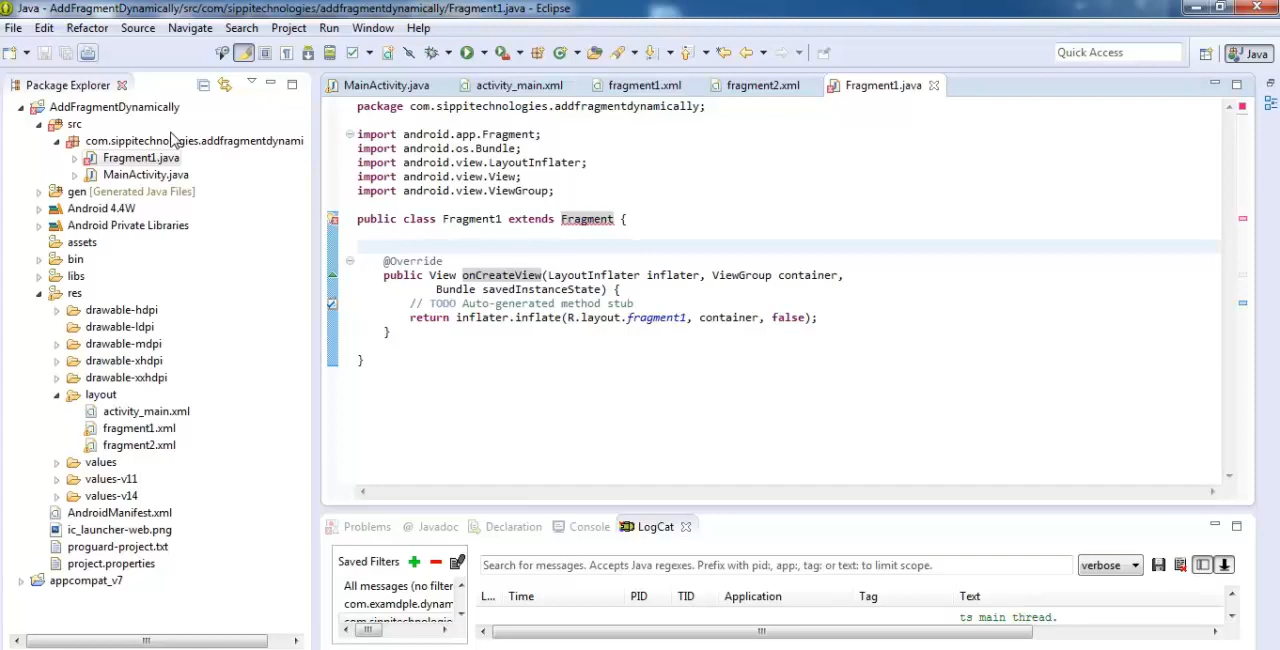 Java - AddFragmentDynamically/src/com/sippitechnologies/addfragmentdynamically/Fragment1.java - Eclipse
File Edit Refactor Source Navigate Search Project Run Window Help
Quick Access
Java
Package Explorer
MainActivity.java
activity_main.xml
fragment1.xml
fragment2.xml
Fragment1.java
AddFragmentDynamically
src
com.sippitechnologies.addfragmentdynami
Fragment1.java
MainActivity.java
gen [Generated Java Files]
Android 4.4W
Android Private Libraries
assets
bin
libs
res
drawable-hdpi
drawable-ldpi
drawable-mdpi
drawable-xhdpi
drawable-xxhdpi
layout
activity_main.xml
fragment1.xml
fragment2.xml
values
values-v11
values-v14
AndroidManifest.xml
ic_launcher-web.png
proguard-project.txt
project.properties
appcompat_v7
package com.sippitechnologies.addfragmentdynamically;
import android.app.Fragment;
import android.os.Bundle;
import android.view.LayoutInflater;
import android.view.View;
import android.view.ViewGroup;
public class Fragment1 extends Fragment {
@Override
public View onCreateView(LayoutInflater inflater, ViewGroup container,
Bundle savedInstanceState) {
// TODO Auto-generated method stub
return inflater.inflate(R.layout.fragment1, container, false);
}
}
Problems @ Javadoc Declaration Console LogCat
Saved Filters
All messages (no filter
com.examdple.dynam
com.sippitechnologie
Search for messages. Accepts Java regexes. Prefix with pid:, app:, tag: or text: to limit scope.
verbose
L... Time PID TID Application Tag Text
ts main thread.